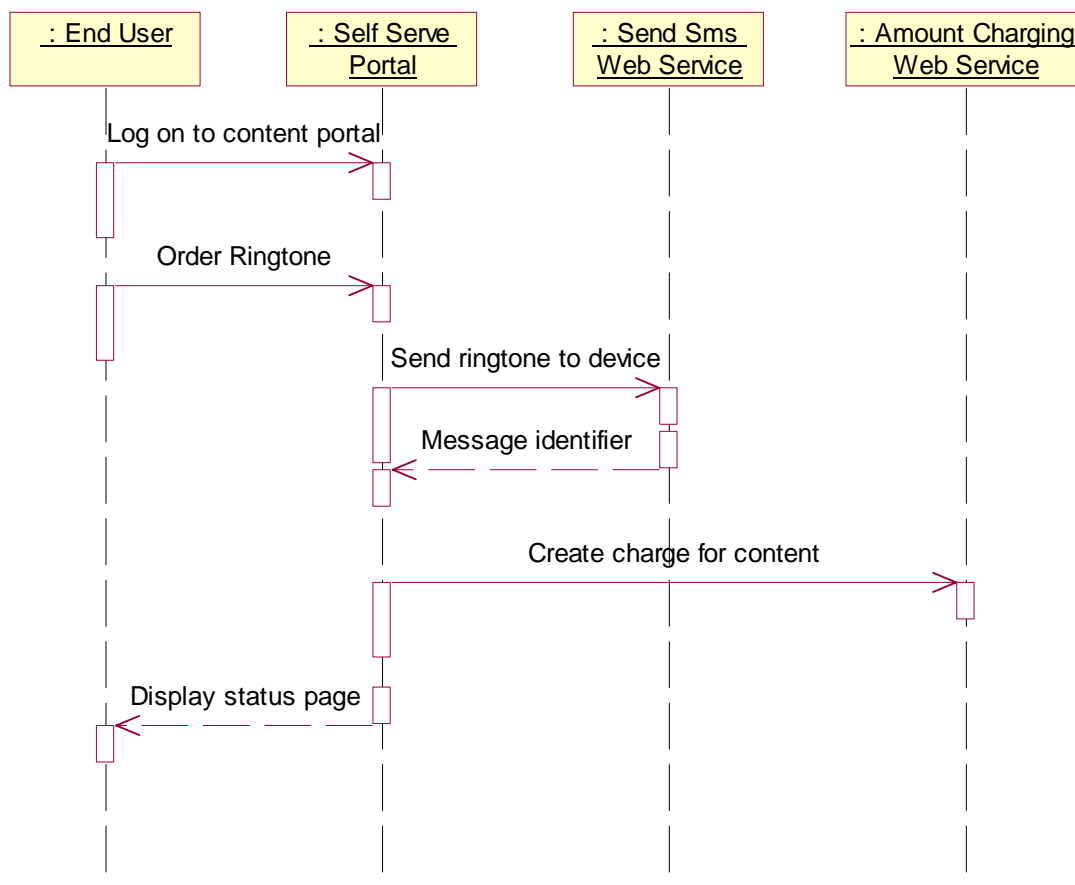 : End User
: Self Serve
Portal
: Send Sms
Web Service
: Amount Charging
Web Service
Log on to content portal
Order Ringtone
Send ringtone to device
Message identifier
Create charge for content
Display status page